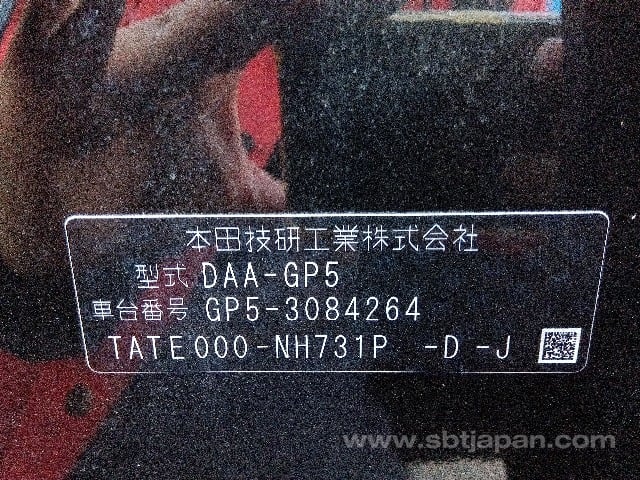 本田技研工業株式会社
型式 DAA-GP5
車台番号 GP5-3084264
TATE000-NH731P -D -J
www.sbtjapan.com